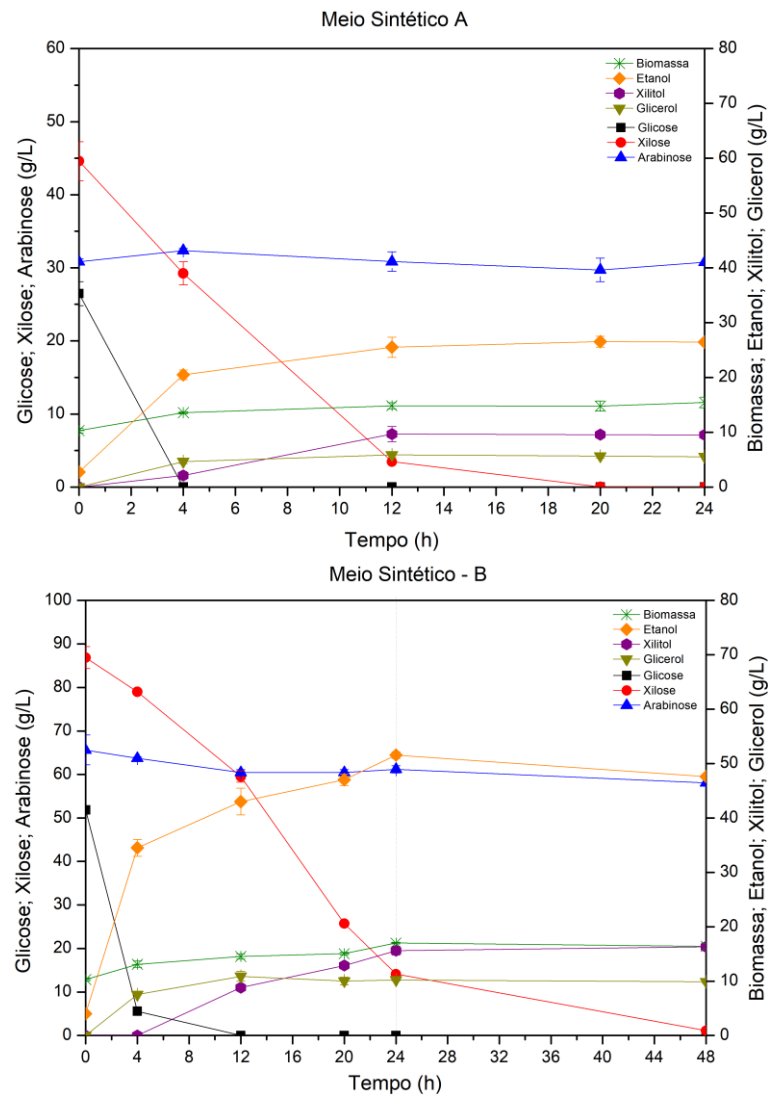 Meio Sintético A
Glicose; Xilose; Arabinose (g/L)
60
50
40
30
20
10
0
Biomassa
Etanol
Xilitol
Glicerol
Glicose
Xilose
Arabinose
80
70
60
50
40
30
20
10
0
Biomassa; Etanol; Xilitol; Glicerol (g/L)
0 2 4 6 8 10 12 14 16 18 20 22 24
Tempo (h)
Meio Sintético - B
Glicose; Xilose; Arabinose (g/L)
100
90
80
70
60
50
40
30
20
10
0
Biomassa
Etanol
Xilitol
Glicerol
Glicose
Xilose
Arabinose
80
70
60
50
40
30
20
10
0
Biomassa; Etanol; Xilitol; Glicerol (g/L)
0 4 8 12 16 20 24 28 32 36 40 44 48
Tempo (h)